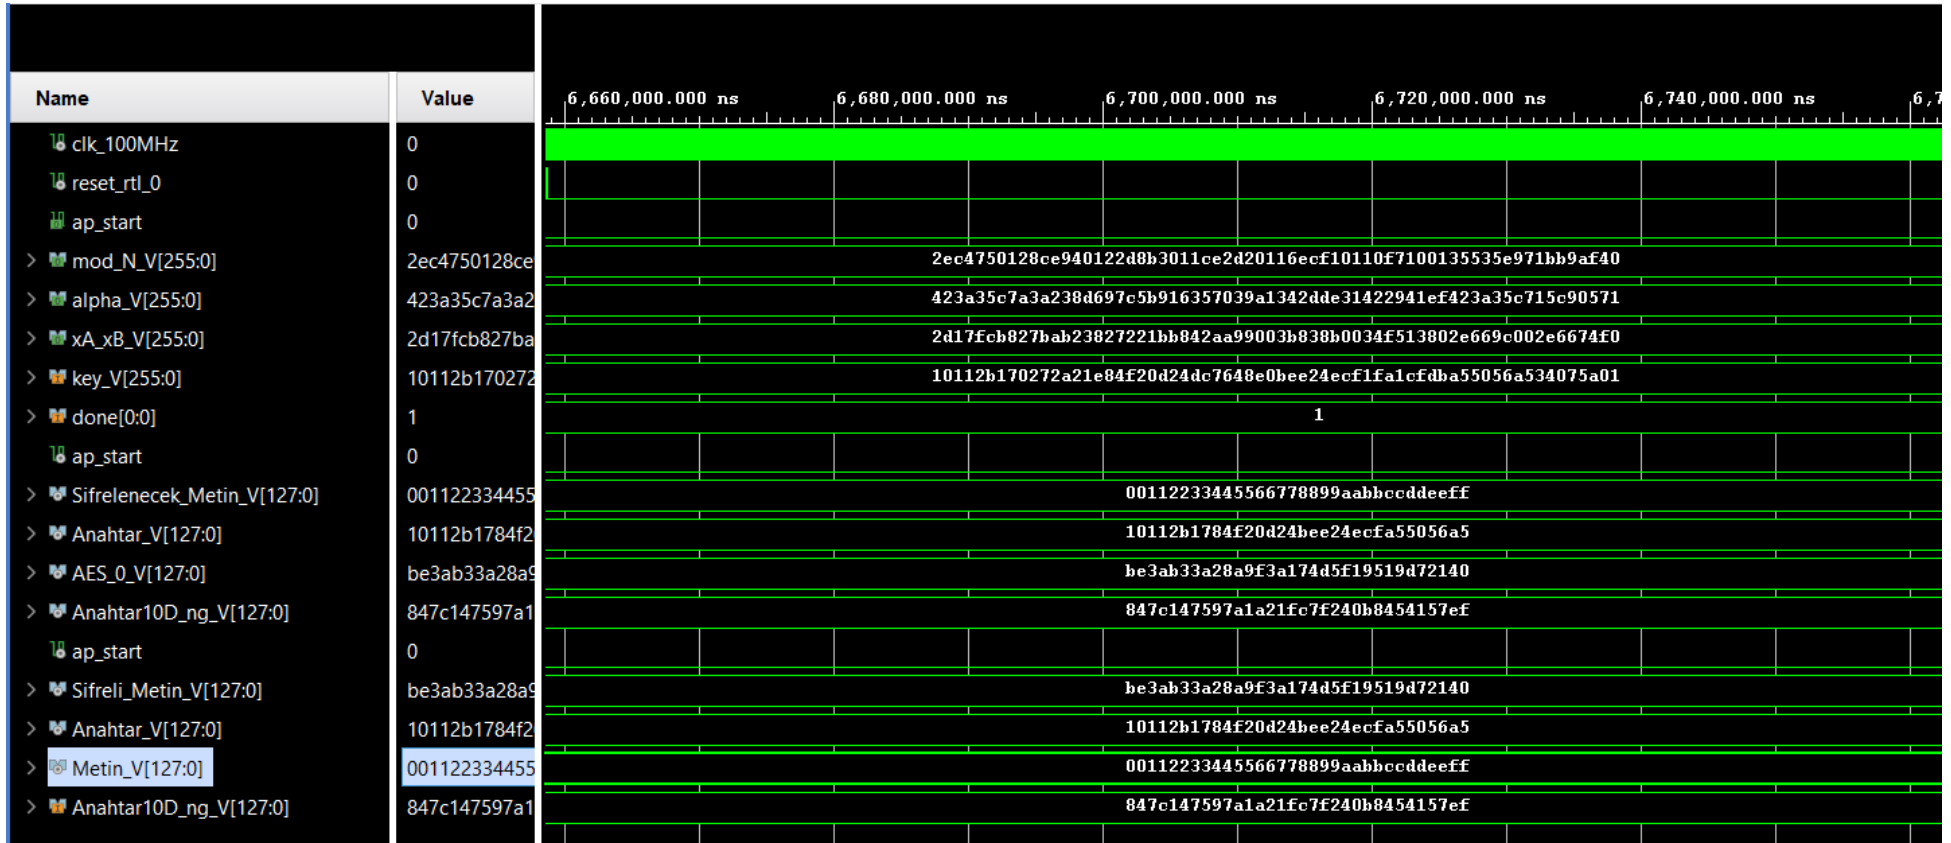 Name Value 6,660,000.000 ns 6,680,000.000 ns 6,700,000.000 ns 6,720,000.000 ns 6,740,000.000 ns 6,7
clk_100MHz 0
reset_rtl_0 0
ap_start 0
mod_N_V[255:0] 2ec4750128ce 2ec4750128ce940122d8b3011ce2d20116ecf10110f7100135535e971bb9af40
alpha_V[255:0] 423a35c7a3a2 423a35c7a3a238d697c5b916357039a1342dde31422941ef423a35c715c90571
xA_xB_V[255:0] 2d17fcb827ba 2d17fcb827bab23827221bb842aa99003b838b0034f513802e669c002e6674f0
key_V[255:0] 10112b170272 10112b170272a21e84f20d24dc7648e0bee24ecf1fa1cfdba55056a534075a01
done[0:0] 1 1
ap_start 0
Sifrelenecek_Metin_V[127:0] 001122334455 00112233445566778899aabbccddeeff
Anahtar_V[127:0] 10112b1784f2 10112b1784f20d24bee24ecfa55056a5
AES_0_V[127:0] be3ab33a28a9 be3ab33a28a9f3a174d5f19519d72140
Anahtar10D_ng_V[127:0] 847c147597a1 847c147597a1a21fc7f240b8454157ef
ap_start 0
Sifreli_Metin_V[127:0] be3ab33a28a9 be3ab33a28a9f3a174d5f19519d72140
Anahtar_V[127:0] 10112b1784f2 10112b1784f20d24bee24ecfa55056a5
Metin_V[127:0] 001122334455 00112233445566778899aabbccddeeff
Anahtar10D_ng_V[127:0] 847c147597a1 847c147597a1a21fc7f240b8454157ef